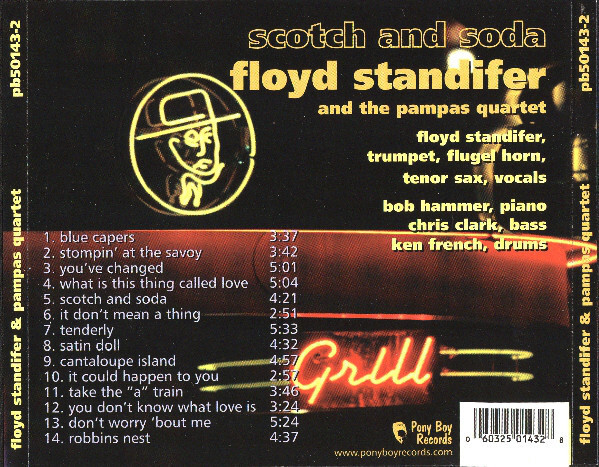 pb50143-2
floyd standifer & pampas quartet
scotch and soda
floyd standifer
and the pampas quartet
floyd standifer,
trumpet, flugel horn,
tenor sax, vocals
bob hammer, piano
chris clark, bass
ken french, drums
1. blue capers 3:37
2. stompin' at the savoy 3:42
3. you've changed 5:01
4. what is this thing called love 5:04
5. scotch and soda 4:21
6. it don't mean a thing 2:51
7. tenderly 5:33
8. satin doll 4:32
9. cantaloupe island 4:57
10. it could happen to you 2:57
11. take the "a" train 3:46
12. you don't know what love is 3:24
13. don't worry 'bout me 5:24
14. robbins nest 4:37
Grill
Pony Boy
Records
www.ponyboyrecords.com
0 60325 01432 8
pb50143-2
floyd standifer & pampas quartet